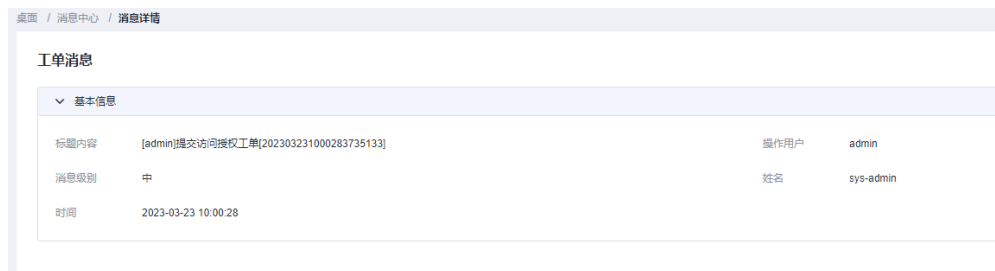 桌面 / 消息中心 / 消息详情
工单消息
基本信息
标题内容 [admin]提交访问授权工单[202303231000283735133] 操作用户 admin
消息级别 中 姓名 sys-admin
时间 2023-03-23 10:00:28